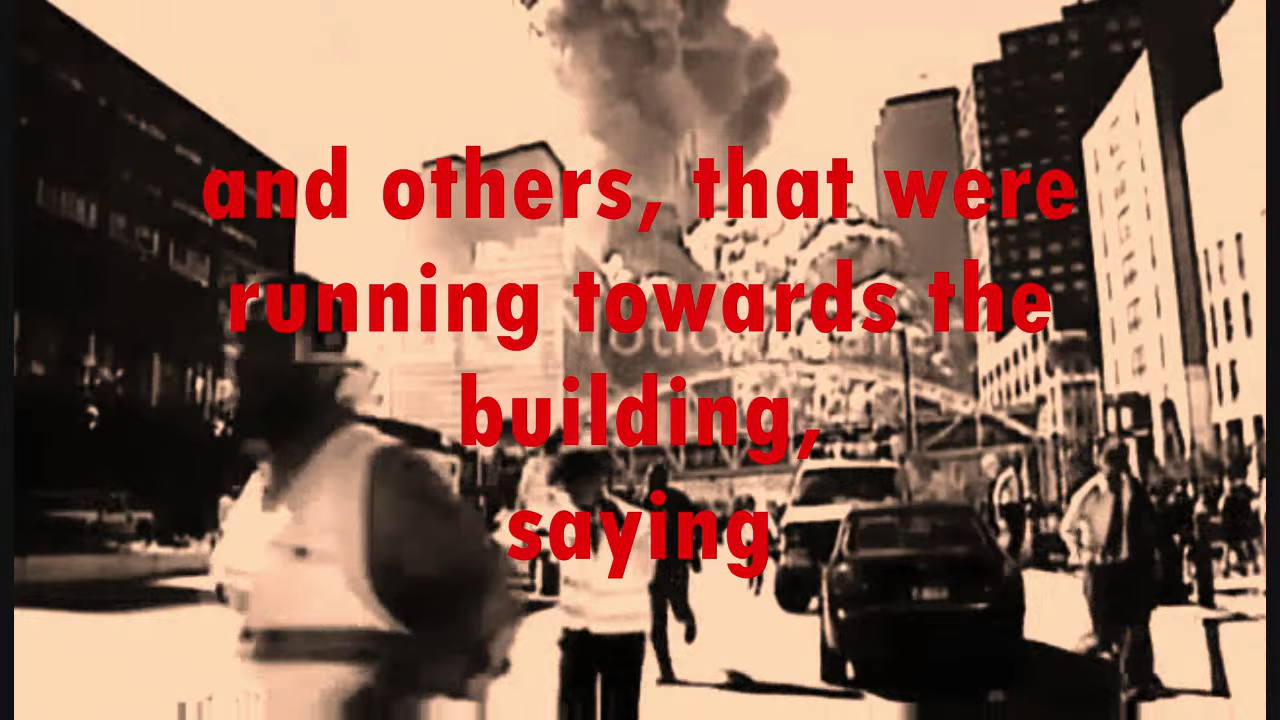 and others, that were
running towards the
building,
saying